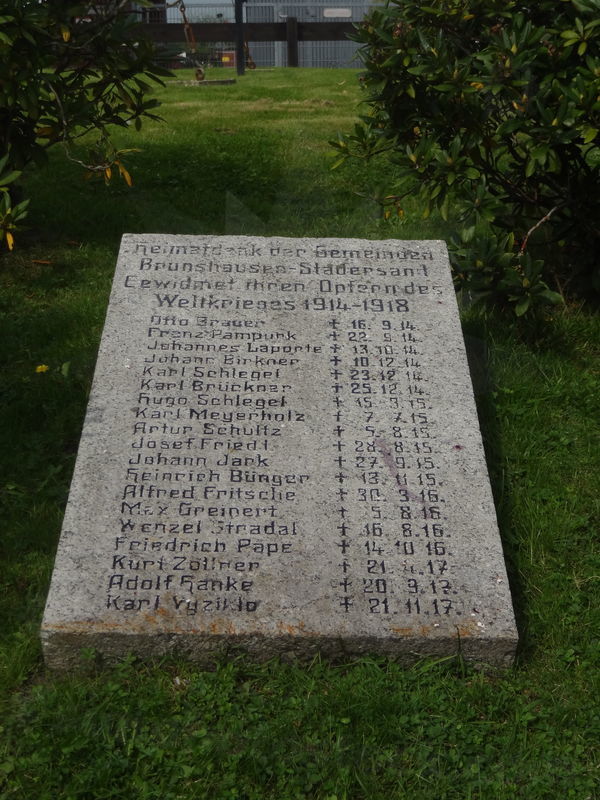 Heimatdank der Gemeinden
Brunshausen-Stadersant
Gewidmet ihren Opfern des
Weltkrieges 1914-1918
Otto Brauer + 16. 9. 14.
Franz Pampurk + 22. 9. 14.
Johannes Laporte + 13. 10. 14.
Johann Birkner + 10. 12. 14.
Karl Schlegel + 23. 12. 14.
Karl Brückner + 25. 12. 14.
Hugo Schlegel + 15. 3. 15.
Karl Meyerholz + 7. 7. 15.
Artur Schultz + 5. 8. 15.
Josef Friedl + 28. 8. 15.
Johann Jark + 27. 9. 15.
Heinrich Bünger + 13. 11. 15.
Alfred Fritsche + 30. 3. 16.
Max Greinert + 5. 8. 16.
Wenzel Stradal + 16. 8. 16.
Friedrich Pape + 14. 10. 16.
Kurt Zöllner + 21. 4. 17.
Adolf Hanke + 20. 9. 17.
Karl Vyziblo + 21. 11. 17.